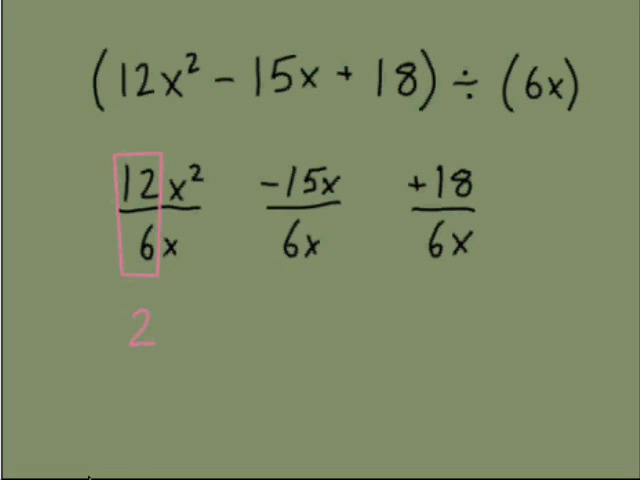 (12x² - 15x + 18) ÷ (6x)
12x² -15x +18
6x 6x 6x
2